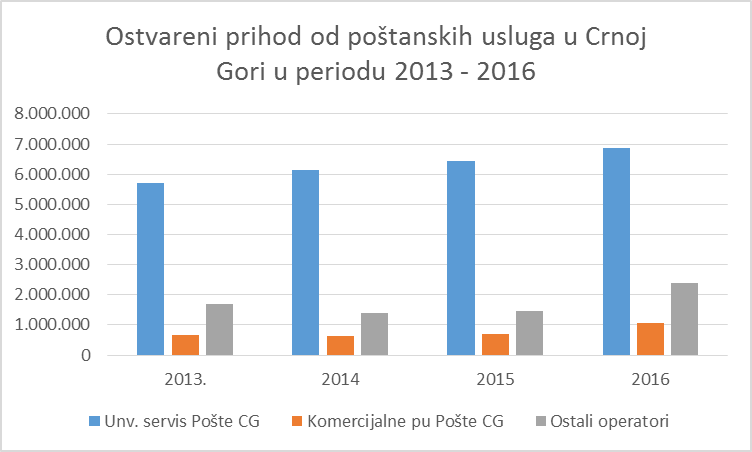 Ostvareni prihod od poštanskih usluga u Crnoj
Gori u periodu 2013 - 2016
8.000.000
7.000.000
6.000.000
5.000.000
4.000.000
3.000.000
2.000.000
1.000.000
0
2013. 2014 2015 2016
Unv. servis Pošte CG Komercijalne pu Pošte CG Ostali operatori